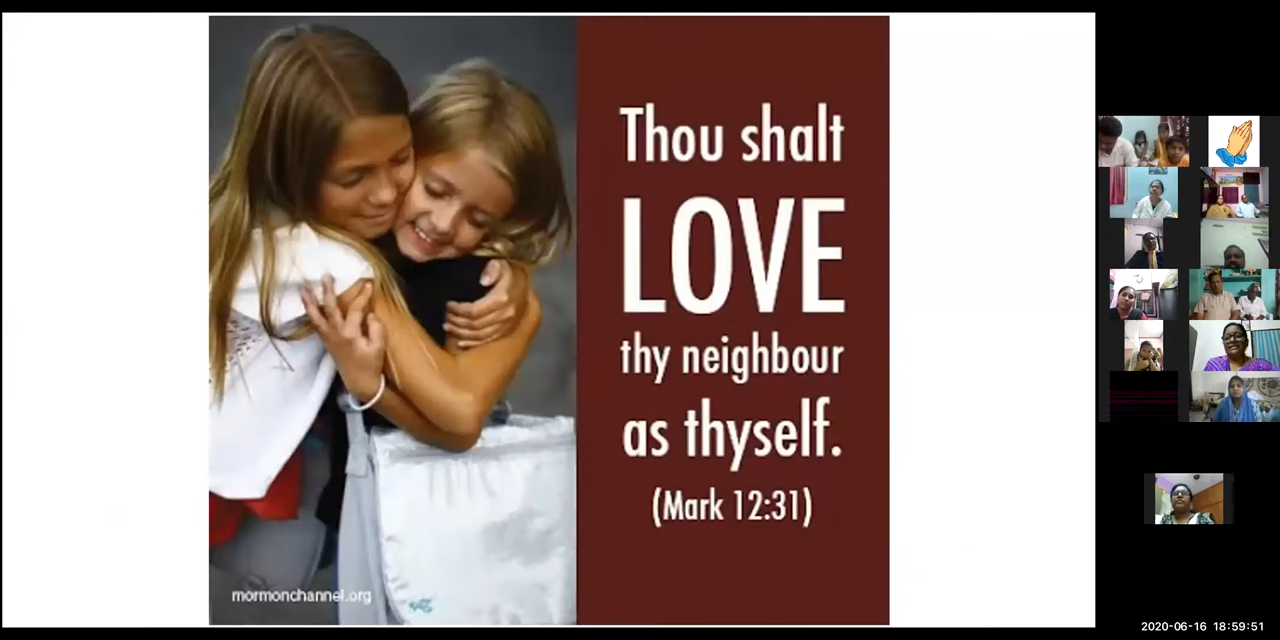 Thou shalt
LOVE
thy neighbour
as thyself.
(Mark 12:31)
mormonchannel.org
2020-06-16 18:59:51